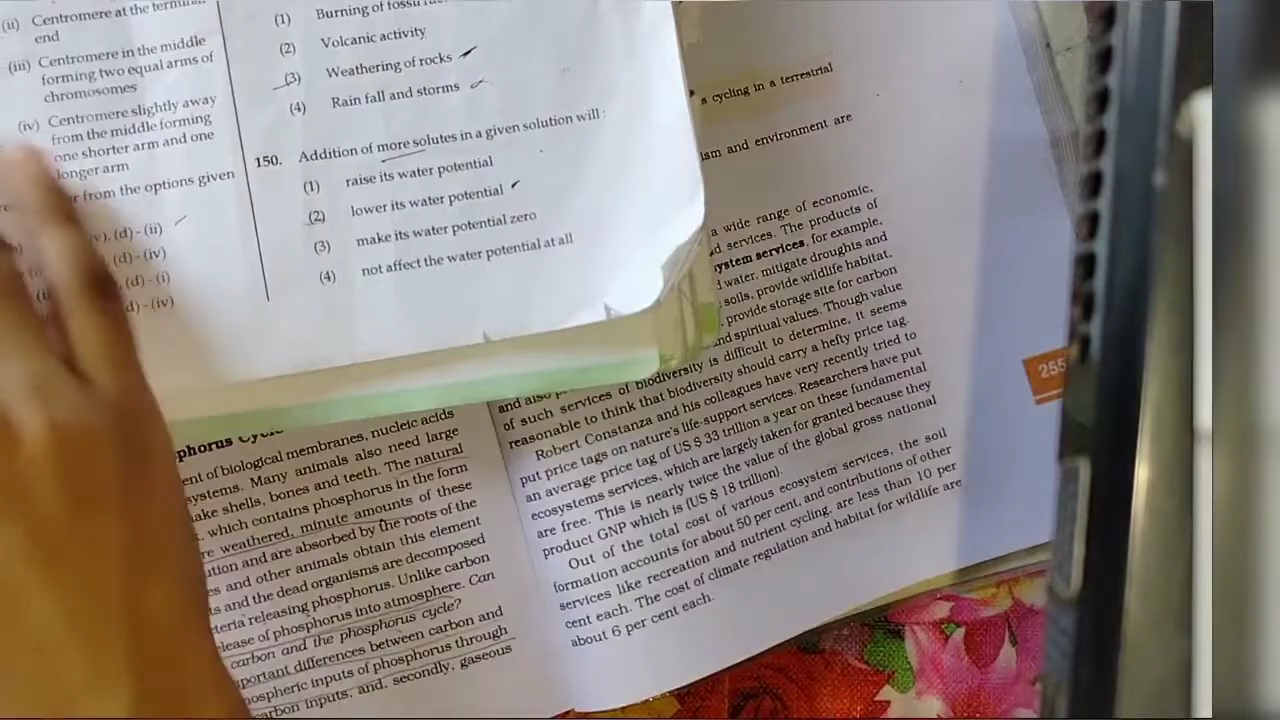 (ii) Centromere at the
end
(iii) Centromere in the middle
forming two equal arms of
chromosomes
(iv) Centromere slightly away
from the middle forming
one shorter arm and one
longer arm
from the options given
(d) - (ii)
(d) - (iv)
(d) - (i)
(d) - (iv)
(1) Burning of
(2) Volcanic activity
(3) Weathering of rocks
(4) Rain fall and storms
150. Addition of more solutes in a given solution will :
(1) raise its water potential
(2) lower its water potential
(3) make its water potential zero
(4) not affect the water potential at all
s cycling in a terrestrial
and environment are
a wide range of economic,
services. The products of
services, for example,
water, mitigate droughts and
soils, provide wildlife habitat,
provide storage site for carbon
and spiritual values. Though value
of such services of biodiversity is difficult to determine, it seems
reasonable to think that biodiversity should carry a hefty price tag.
Robert Constanza and his colleagues have very recently tried to
put price tags on nature's life-support services. Researchers have put
an average price tag of US $ 33 trillion a year on these fundamental
ecosystems services, which are largely taken for granted because they
are free. This is nearly twice the value of the global gross national
product GNP which is (US $ 18 trillion).
Out of the total cost of various ecosystem services, the soil
formation accounts for about 50 per cent, and contributions of other
services like recreation and nutrient cycling, are less than 10 per
cent each. The cost of climate regulation and habitat for wildlife are
about 6 per cent each.
255
of biological membranes, nucleic acids
systems. Many animals also need large
shells, bones and teeth. The natural
which contains phosphorus in the form
weathered, minute amounts of these
and are absorbed by the roots of the
and other animals obtain this element
and the dead organisms are decomposed
releasing phosphorus. Unlike carbon
of phosphorus into atmosphere. Can
carbon and the phosphorus cycle?
differences between carbon and
inputs of phosphorus through
carbon inputs, and, secondly, gaseous